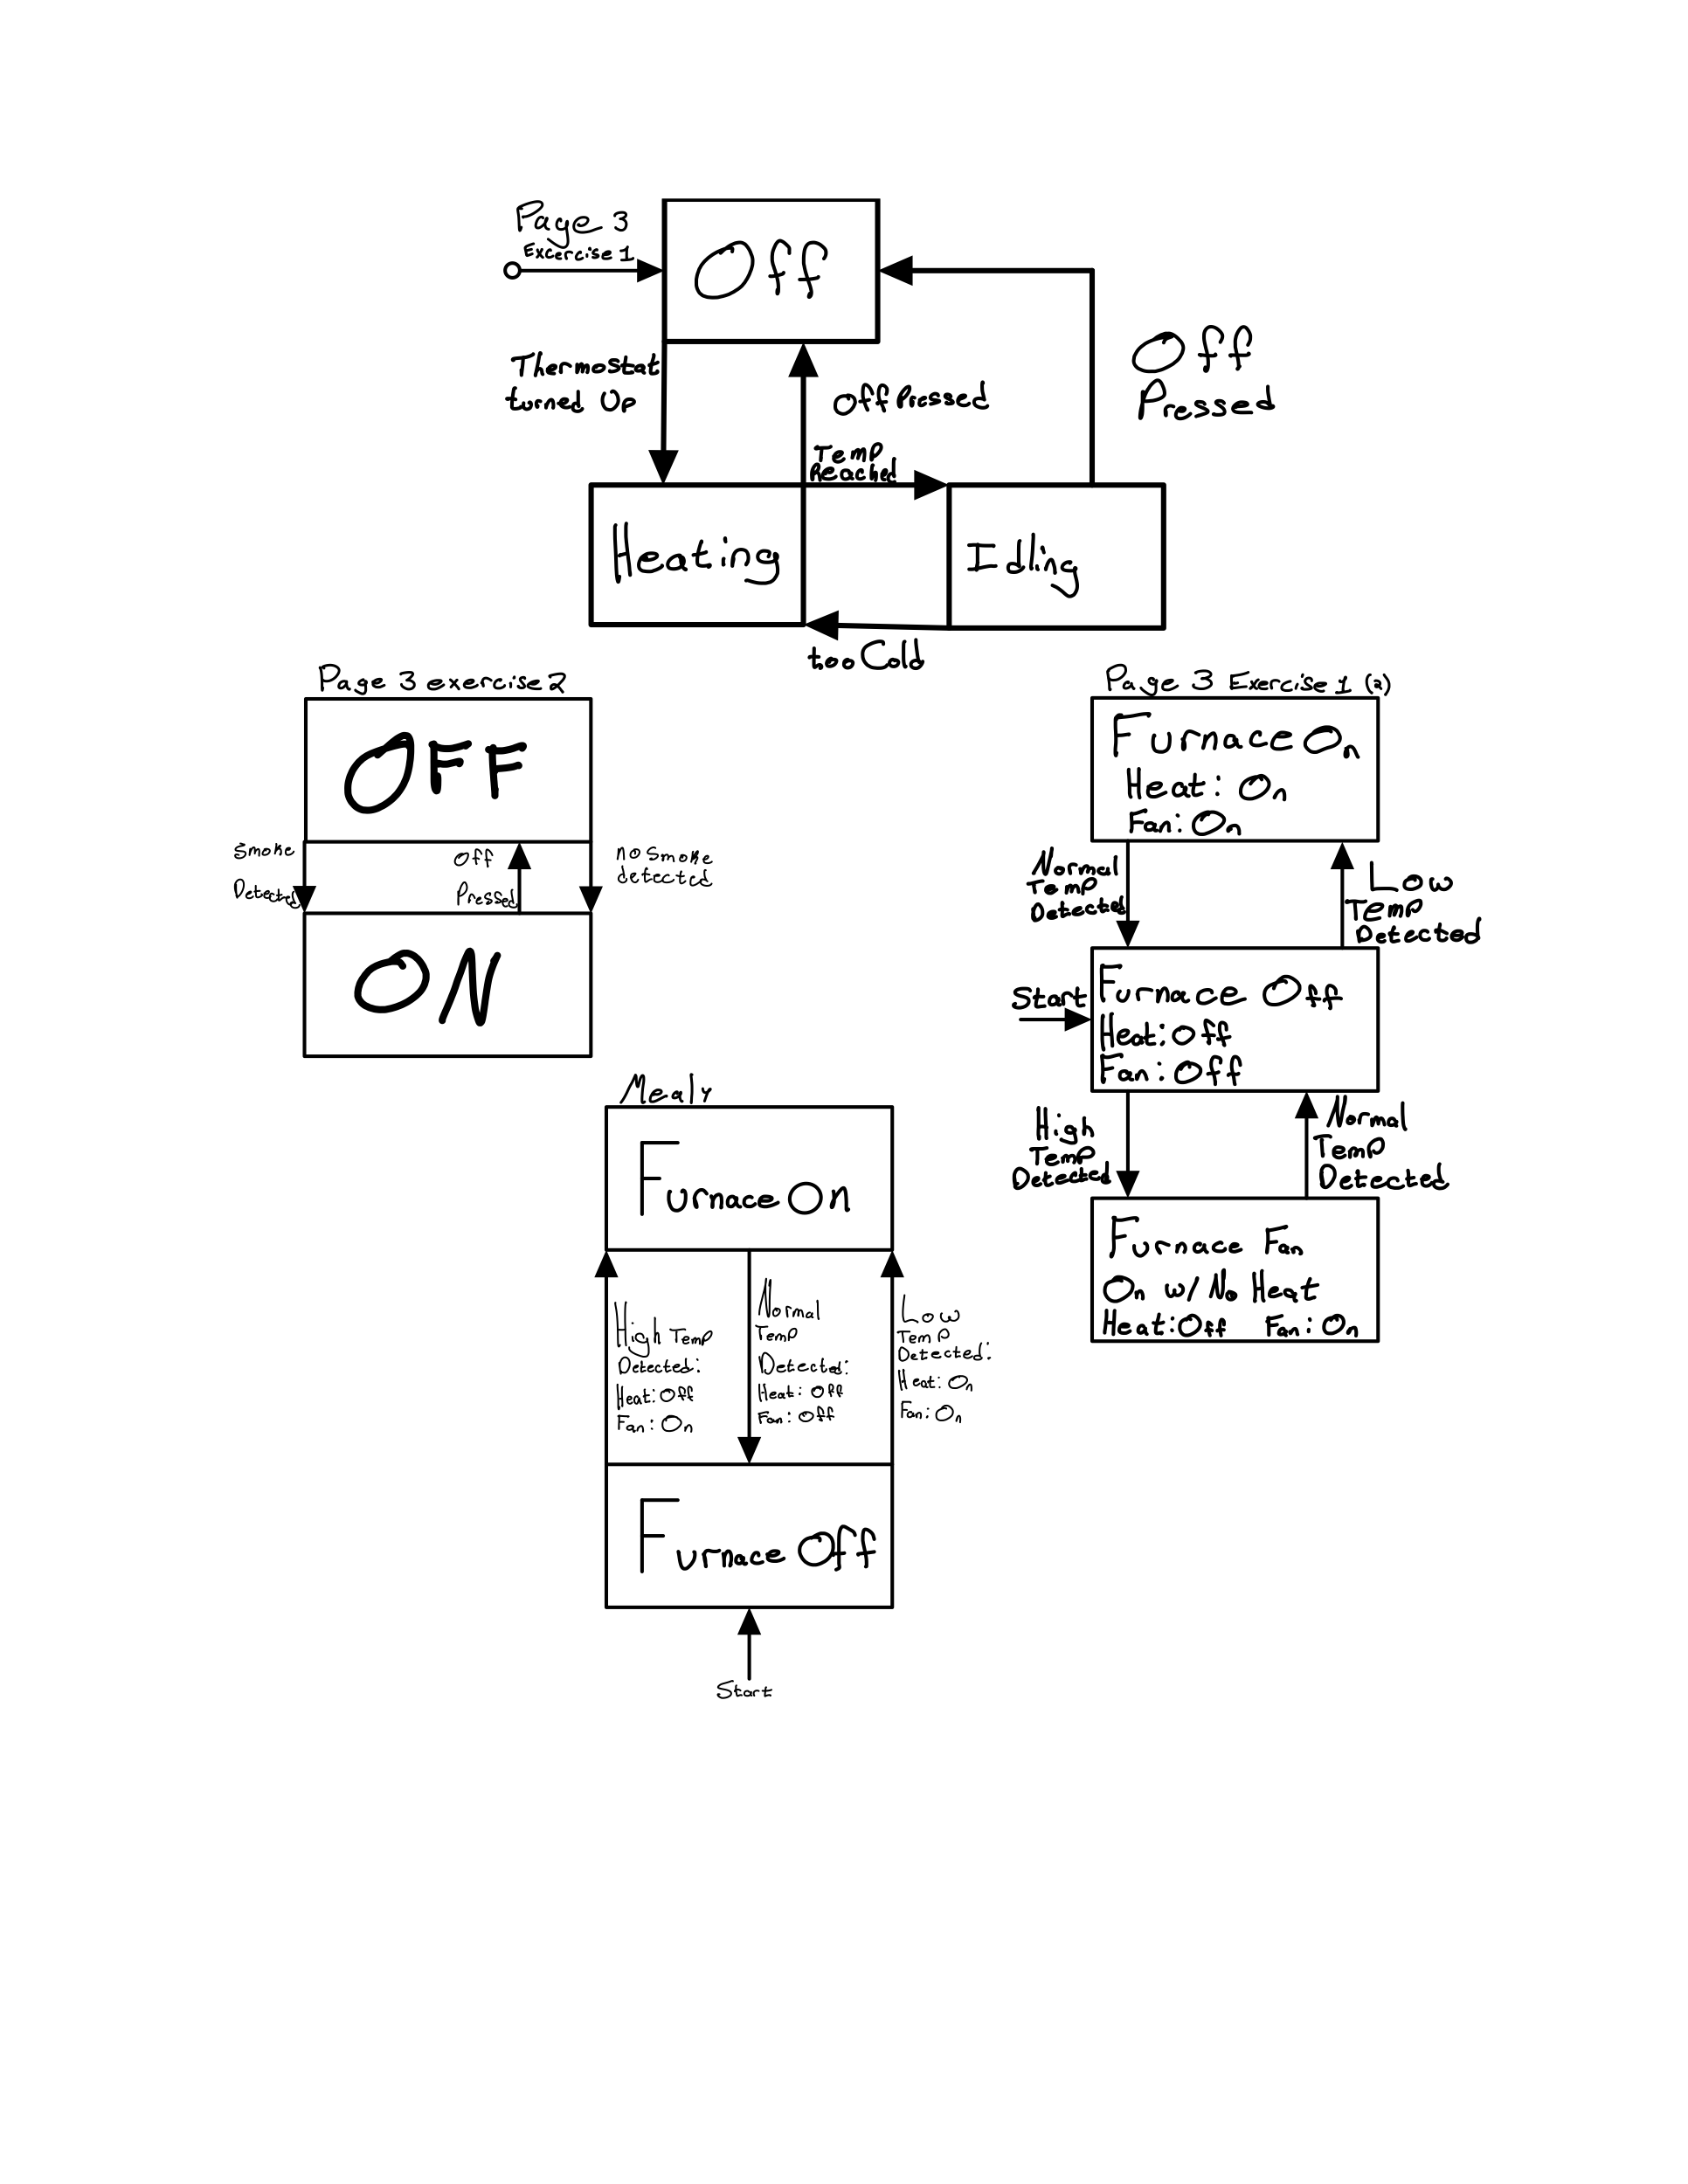 Page 3
Excercise 1
Off
Thermostat
turned Up
Off Pressed
Off
Pressed
Temp
Reached
Heating
Idling
too Cold
Page 3 exercise 2
OFF
Smoke
Detected
Off
Pressed
no Smoke
detected
ON
Page 3 Exercise 1 (2)
Furnace On
Heat: On
Fan: On
Normal
Temp
Detected
Low
Temp
Detected
Start
Furnace Off
Heat: Off
Fan: Off
High
Temp
Detected
Normal
Temp
Detected
Furnace Fan
On w/ No Heat
Heat: Off Fan: On
Mealy
Furnace On
High Temp
Detected:
Heat: Off
Fan: On
Normal
Temp
Detected:
Heat: Off
Fan: Off
Low
Temp
Detected:
Heat: On
Fan: On
Furnace Off
Start